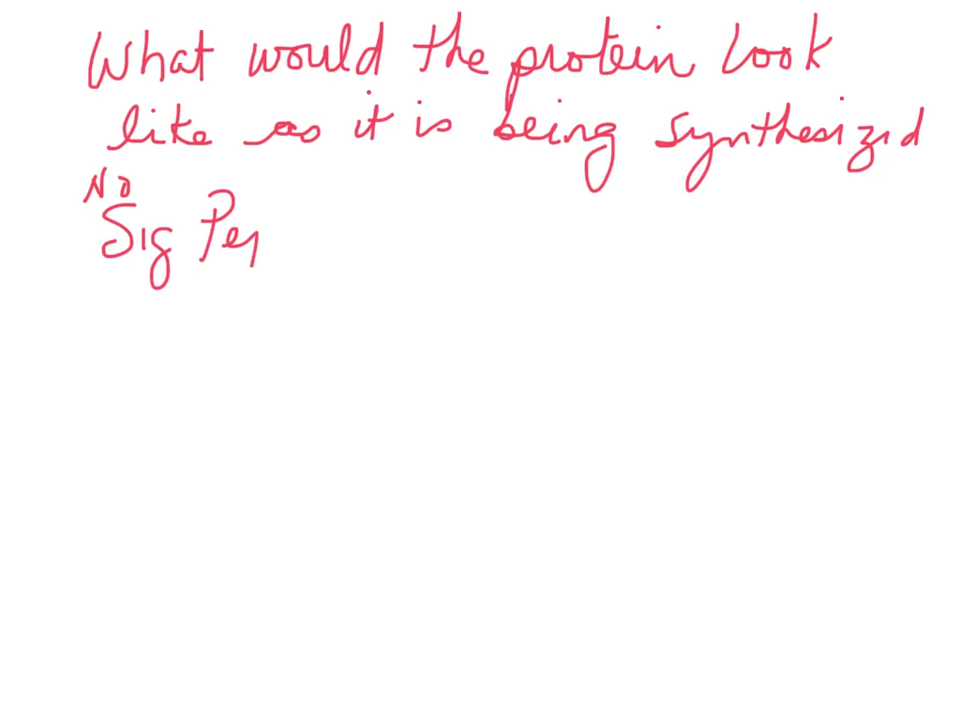 What would the protein look
like as it is being synthesized
No
Sig Pep